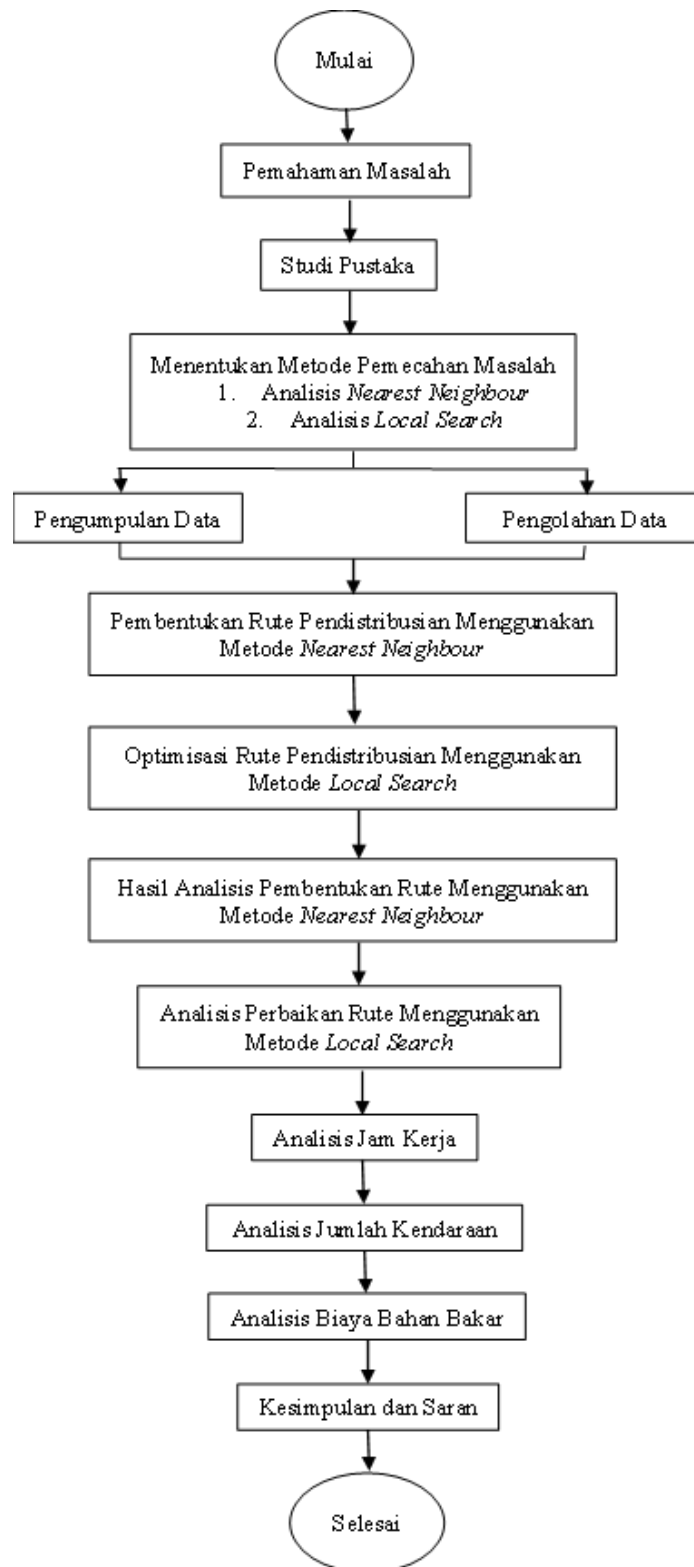 Mulai
Pemahaman Masalah
Studi Pustaka
Menentukan Metode Pemecahan Masalah
1. Analisis Nearest Neighbour
2. Analisis Local Search
Pengumpulan Data
Pengolahan Data
Pembentukan Rute Pendistribusian Menggunakan
Metode Nearest Neighbour
Optimisasi Rute Pendistribusian Menggunakan
Metode Local Search
Hasil Analisis Pembentukan Rute Menggunakan
Metode Nearest Neighbour
Analisis Perbaikan Rute Menggunakan
Metode Local Search
Analisis Jam Kerja
Analisis Jumlah Kendaraan
Analisis Biaya Bahan Bakar
Kesimpulan dan Saran
Selesai